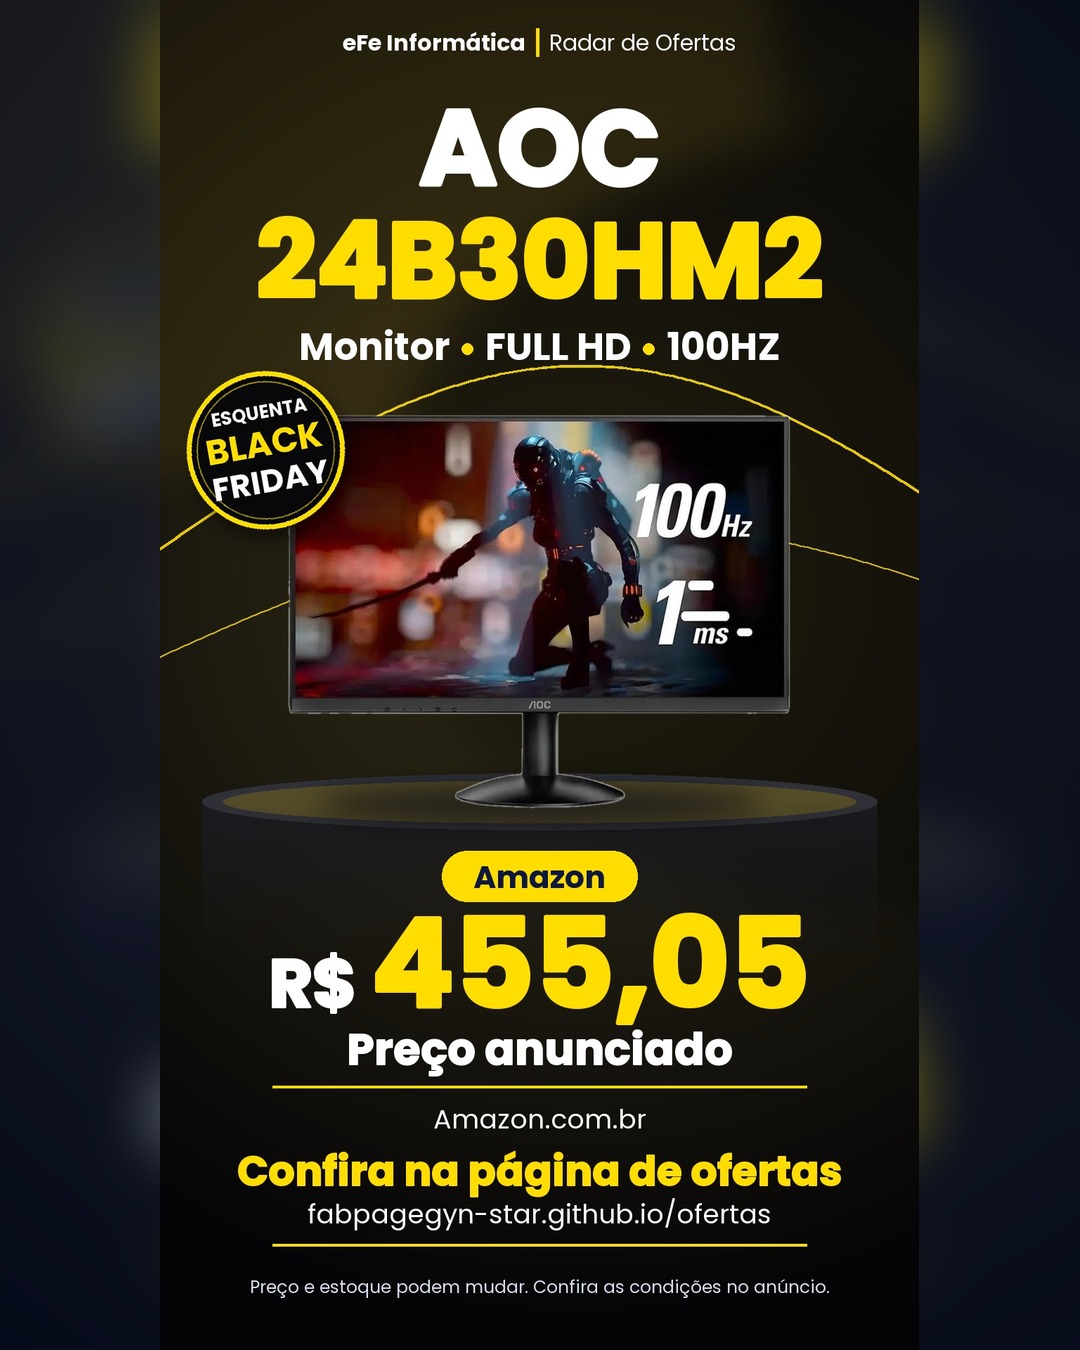 eFe Informática | Radar de Ofertas
AOC
24B30HM2
Monitor • FULL HD • 100HZ
ESQUENTA
BLACK
FRIDAY
100Hz
1ms
AOC
Amazon
R$ 455,05
Preço anunciado
Amazon.com.br
Confira na página de ofertas
fabpagegyn-star.github.io/ofertas
Preço e estoque podem mudar. Confira as condições no anúncio.